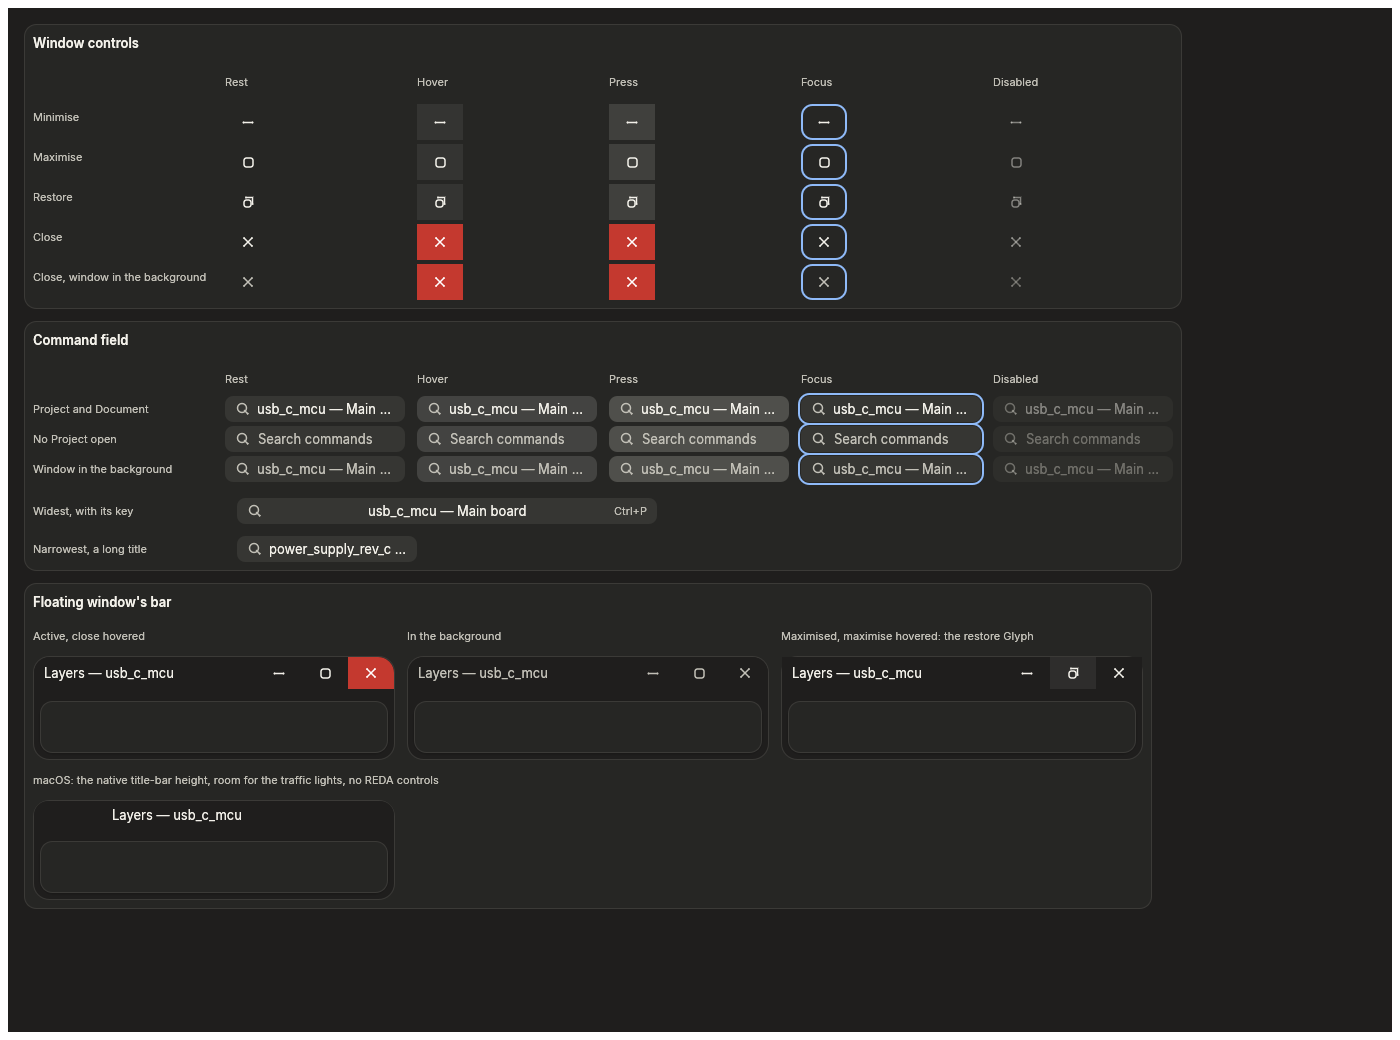 Window controls
Rest Hover Press Focus Disabled
Minimise
Maximise
Restore
Close
Close, window in the background
Command field
Rest Hover Press Focus Disabled
Project and Document usb_c_mcu — Main ... usb_c_mcu — Main ... usb_c_mcu — Main ... usb_c_mcu — Main ... usb_c_mcu — Main ...
No Project open Search commands Search commands Search commands Search commands Search commands
Window in the background usb_c_mcu — Main ... usb_c_mcu — Main ... usb_c_mcu — Main ... usb_c_mcu — Main ... usb_c_mcu — Main ...
Widest, with its key usb_c_mcu — Main board Ctrl+P
Narrowest, a long title power_supply_rev_c ...
Floating window's bar
Active, close hovered In the background Maximised, maximise hovered: the restore Glyph
Layers — usb_c_mcu Layers — usb_c_mcu Layers — usb_c_mcu
macOS: the native title-bar height, room for the traffic lights, no REDA controls
Layers — usb_c_mcu